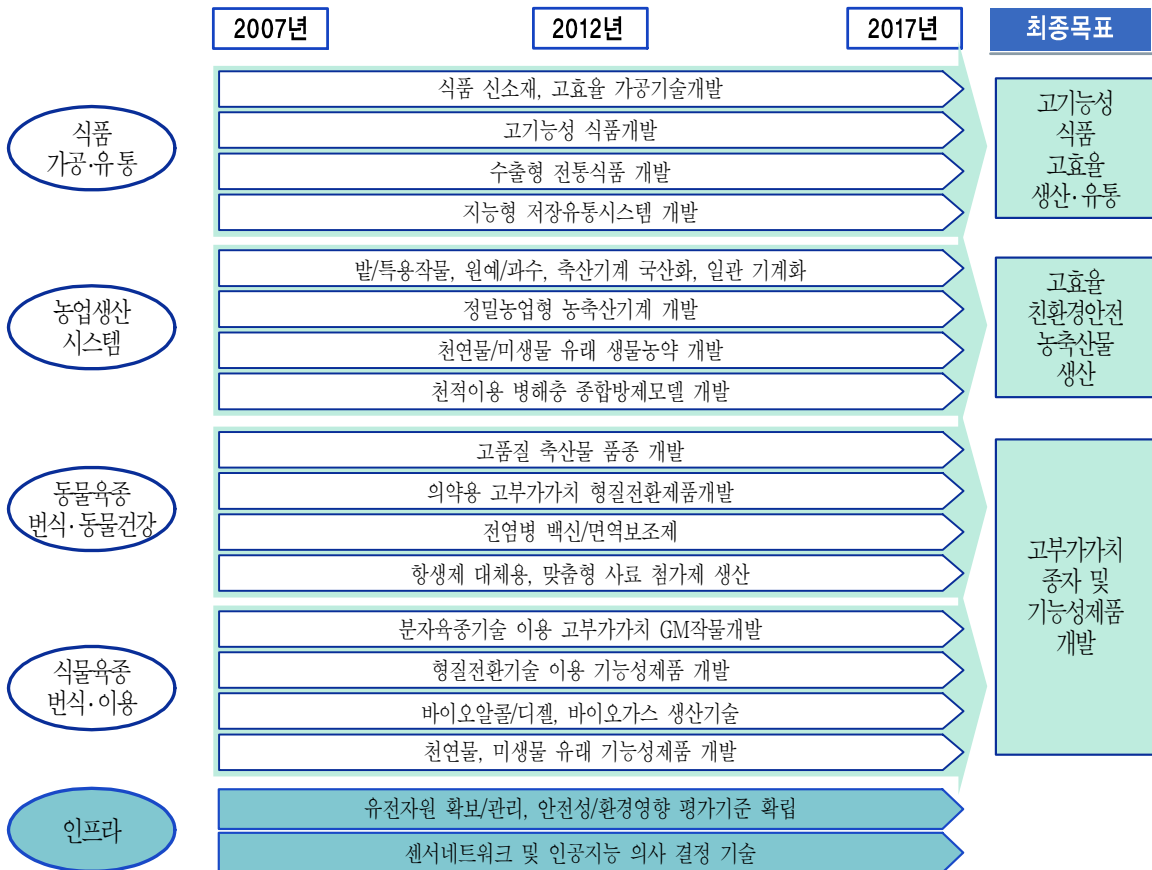 2007년
2012년
2017년
최종목표
식품
가공·유통
식품 신소재, 고효율 가공기술개발
고기능성 식품개발
수출형 전통식품 개발
지능형 저장유통시스템 개발
고기능성
식품
고효율
생산·유통
농업생산
시스템
밭/특용작물, 원예/과수, 축산기계 국산화, 일관 기계화
정밀농업형 농축산기계 개발
천연물/미생물 유래 생물농약 개발
천적이용 병해충 종합방제모델 개발
고효율
친환경안전
농축산물
생산
동물육종
번식·동물건강
고품질 축산물 품종 개발
의약용 고부가가치 형질전환제품개발
전염병 백신/면역보조제
항생제 대체용, 맞춤형 사료 첨가제 생산
식물육종
번식·이용
분자육종기술 이용 고부가가치 GM작물개발
형질전환기술 이용 기능성제품 개발
바이오알콜/디젤, 바이오가스 생산기술
천연물, 미생물 유래 기능성제품 개발
고부가가치
종자 및
기능성제품
개발
인프라
유전자원 확보/관리, 안전성/환경영향 평가기준 확립
센서네트워크 및 인공지능 의사 결정 기술